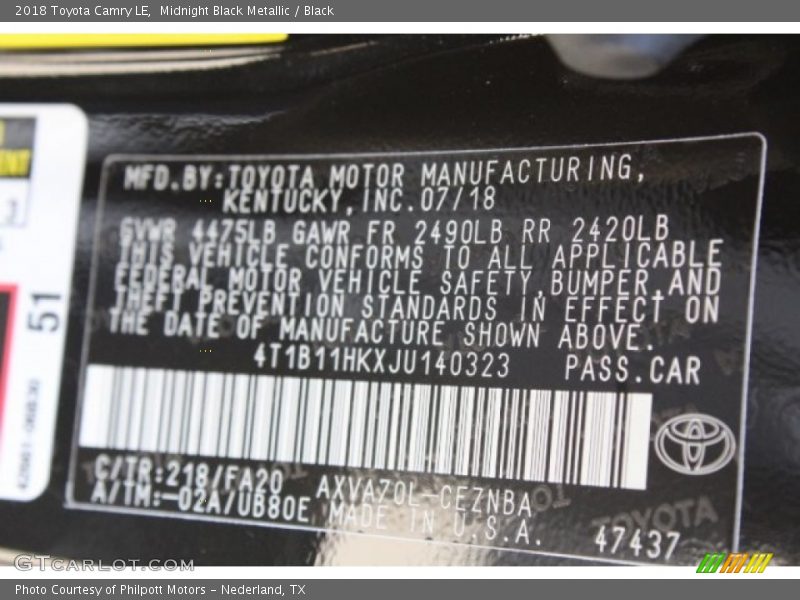 2018 Toyota Camry LE,  Midnight Black Metallic / Black
MFD.BY:TOYOTA MOTOR MANUFACTURING,
KENTUCKY,INC.07/18
GVWR 4475LB GAWR FR 2490LB RR 2420LB
THIS VEHICLE CONFORMS TO ALL APPLICABLE
FEDERAL MOTOR VEHICLE SAFETY,BUMPER,AND
THEFT PREVENTION STANDARDS IN EFFECT ON
THE DATE OF MANUFACTURE SHOWN ABOVE.
4T1B11HKXJU140323 PASS.CAR
C/TR:218/FA20 AXVA70L-CEZNBA
A/TM:-02A/UB80E MADE IN U.S.A.
47437
TOYOTA
51
GTcarlot.com
Photo Courtesy of Philpott Motors - Nederland, TX